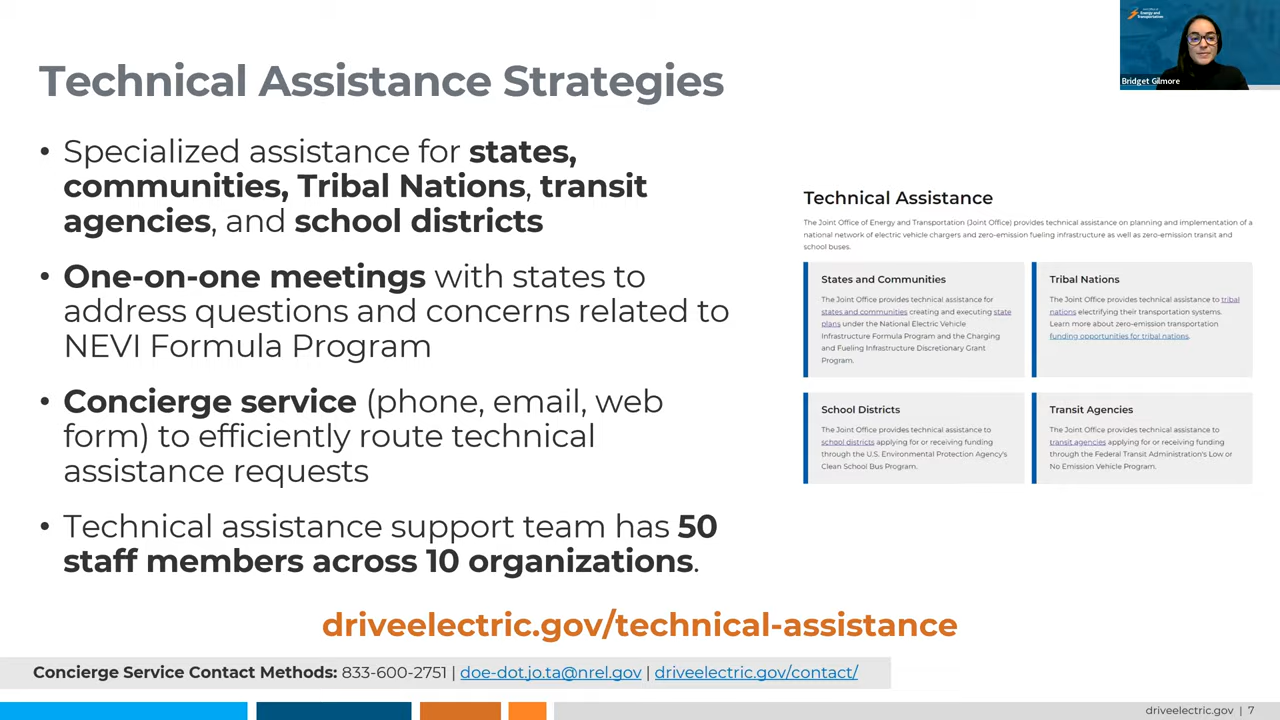 Energy and
Transportation
Bridget Gilmore
Technical Assistance Strategies
• Specialized assistance for states,
communities, Tribal Nations, transit
agencies, and school districts
• One-on-one meetings with states to
address questions and concerns related to
NEVI Formula Program
• Concierge service (phone, email, web
form) to efficiently route technical
assistance requests
• Technical assistance support team has 50
staff members across 10 organizations.
Technical Assistance
The Joint Office of Energy and Transportation (Joint Office) provides technical assistance on planning and implementation of a
national network of electric vehicle chargers and zero-emission fueling infrastructure as well as zero-emission transit and
school buses.
States and Communities
The Joint Office provides technical assistance for
states and communities creating and executing state
plans under the National Electric Vehicle
Infrastructure Formula Program and the Charging
and Fueling Infrastructure Discretionary Grant
Program.
Tribal Nations
The Joint Office provides technical assistance to tribal
nations electrifying their transportation systems.
Learn more about zero-emission transportation
funding opportunities for tribal nations.
School Districts
The Joint Office provides technical assistance to
school districts applying for or receiving funding
through the U.S. Environmental Protection Agency's
Clean School Bus Program.
Transit Agencies
The Joint Office provides technical assistance to
transit agencies applying for or receiving funding
through the Federal Transit Administration's Low or
No Emission Vehicle Program.
driveelectric.gov/technical-assistance
Concierge Service Contact Methods: 833-600-2751 | doe-dot.jo.ta@nrel.gov | driveelectric.gov/contact/
driveelectric.gov | 7